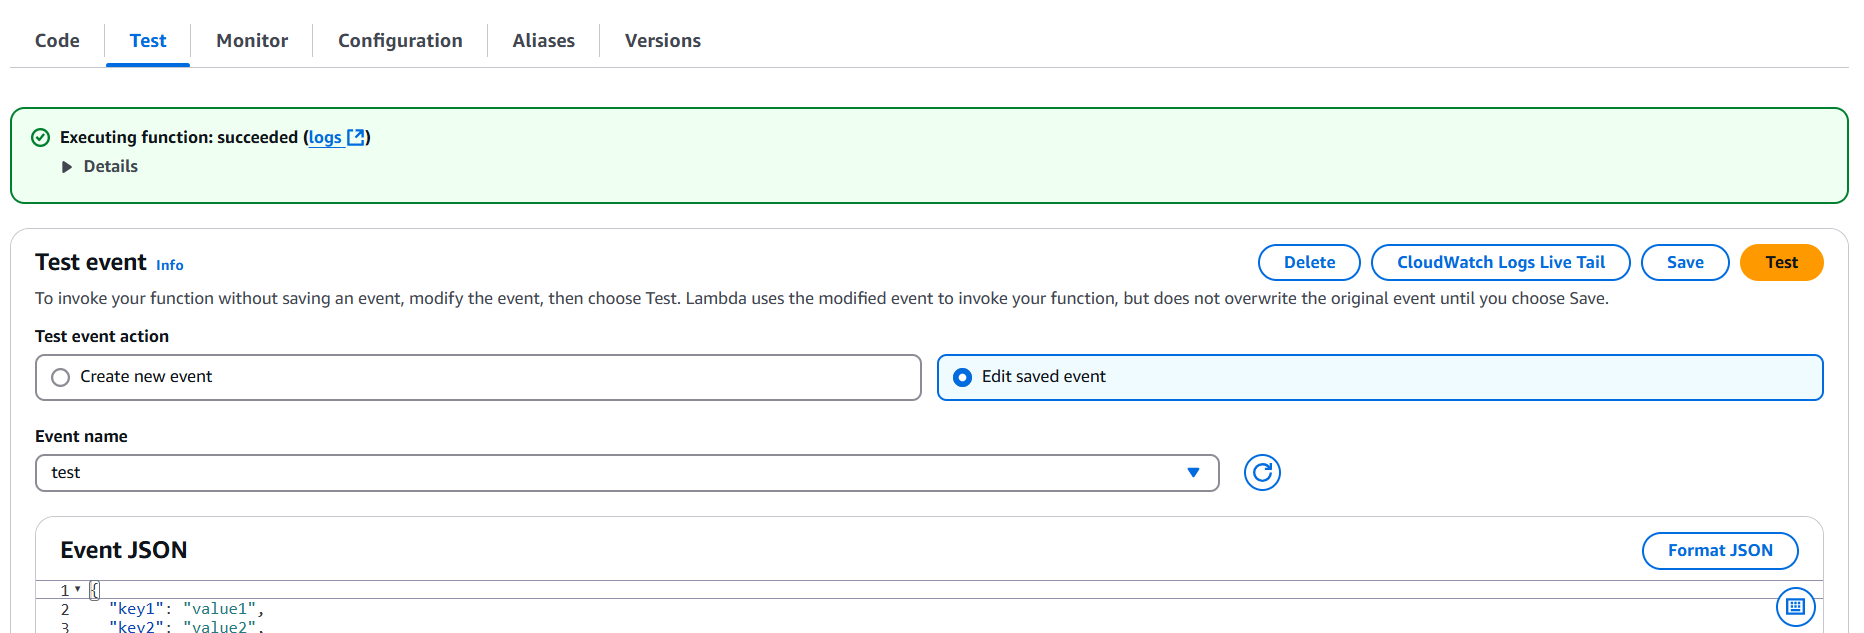 Code Test Monitor Configuration Aliases Versions
Executing function: succeeded (logs)
Details
Test event Info Delete CloudWatch Logs Live Tail Save Test
To invoke your function without saving an event, modify the event, then choose Test. Lambda uses the modified event to invoke your function, but does not overwrite the original event until you choose Save.
Test event action
Create new event Edit saved event
Event name
test
Event JSON Format JSON
1 {
2 "key1": "value1",
3 "key2": "value2",